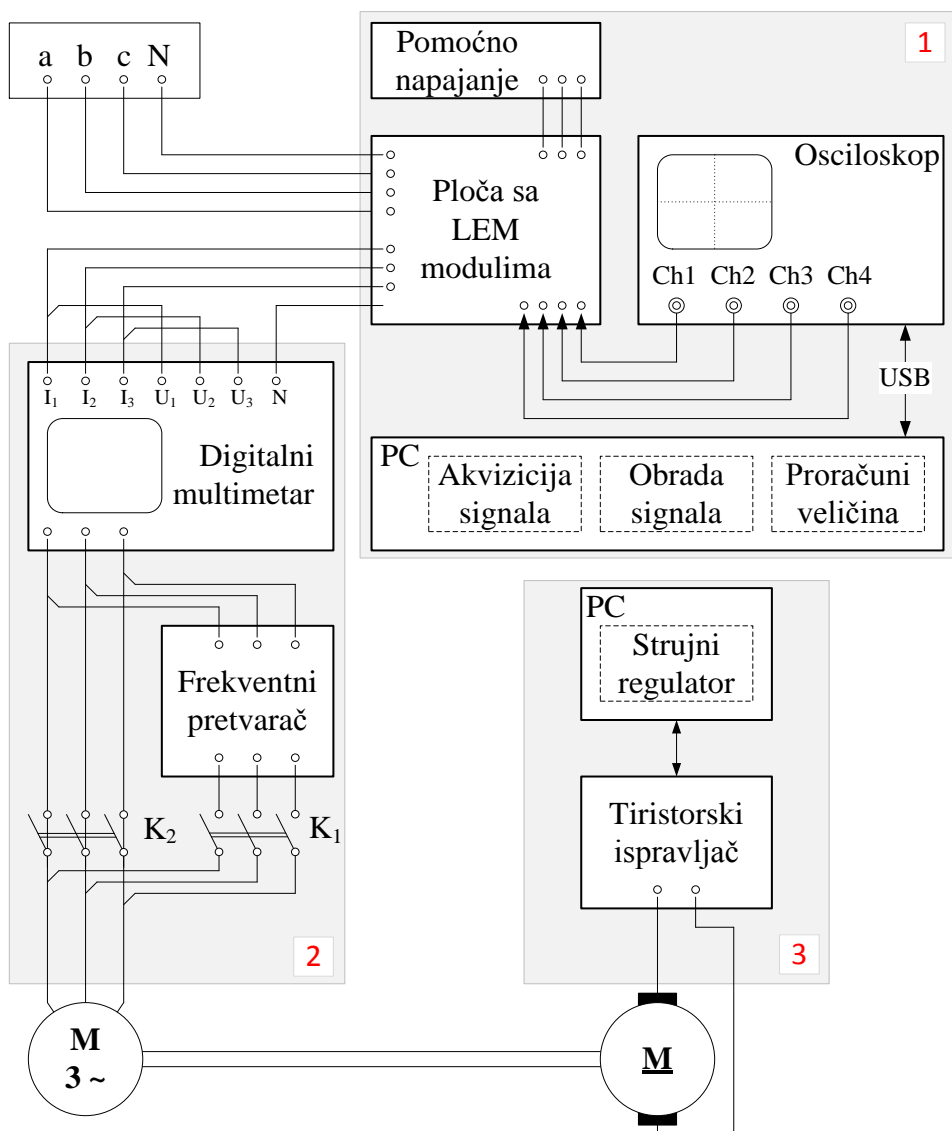 a b c N
1
Pomoćno
napajanje
Ploča sa
LEM
modulima
Osciloskop
Ch1 Ch2 Ch3 Ch4
USB
PC
Akvizicija
signala
Obrada
signala
Proračuni
veličina
I₁ I₂ I₃ U₁ U₂ U₃ N
Digitalni
multimetar
Frekventni
pretvarač
K₂
K₁
2
PC
Strujni
regulator
Tiristorski
ispravljač
3
M
3 ~
M